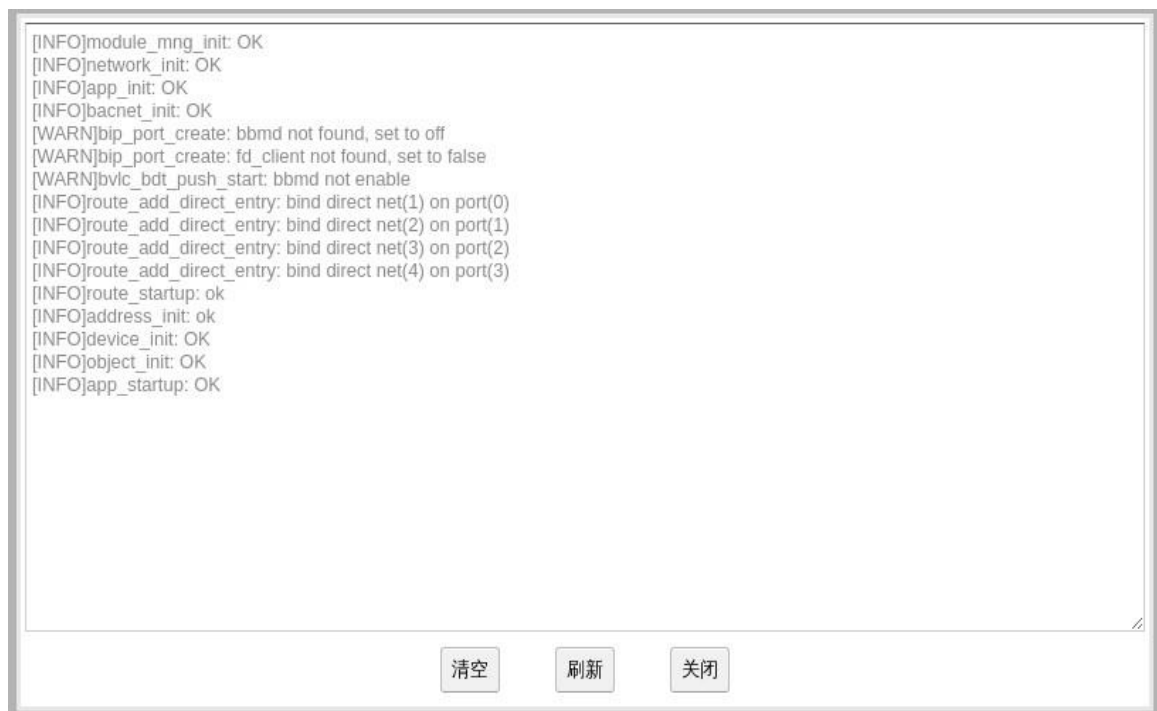 [INFO]module_mng_init: OK
[INFO]network_init: OK
[INFO]app_init: OK
[INFO]bacnet_init: OK
[WARN]bip_port_create: bbmd not found, set to off
[WARN]bip_port_create: fd_client not found, set to false
[WARN]bvlc_bdt_push_start: bbmd not enable
[INFO]route_add_direct_entry: bind direct net(1) on port(0)
[INFO]route_add_direct_entry: bind direct net(2) on port(1)
[INFO]route_add_direct_entry: bind direct net(3) on port(2)
[INFO]route_add_direct_entry: bind direct net(4) on port(3)
[INFO]route_startup: ok
[INFO]address_init: ok
[INFO]device_init: OK
[INFO]object_init: OK
[INFO]app_startup: OK
清空 刷新 关闭